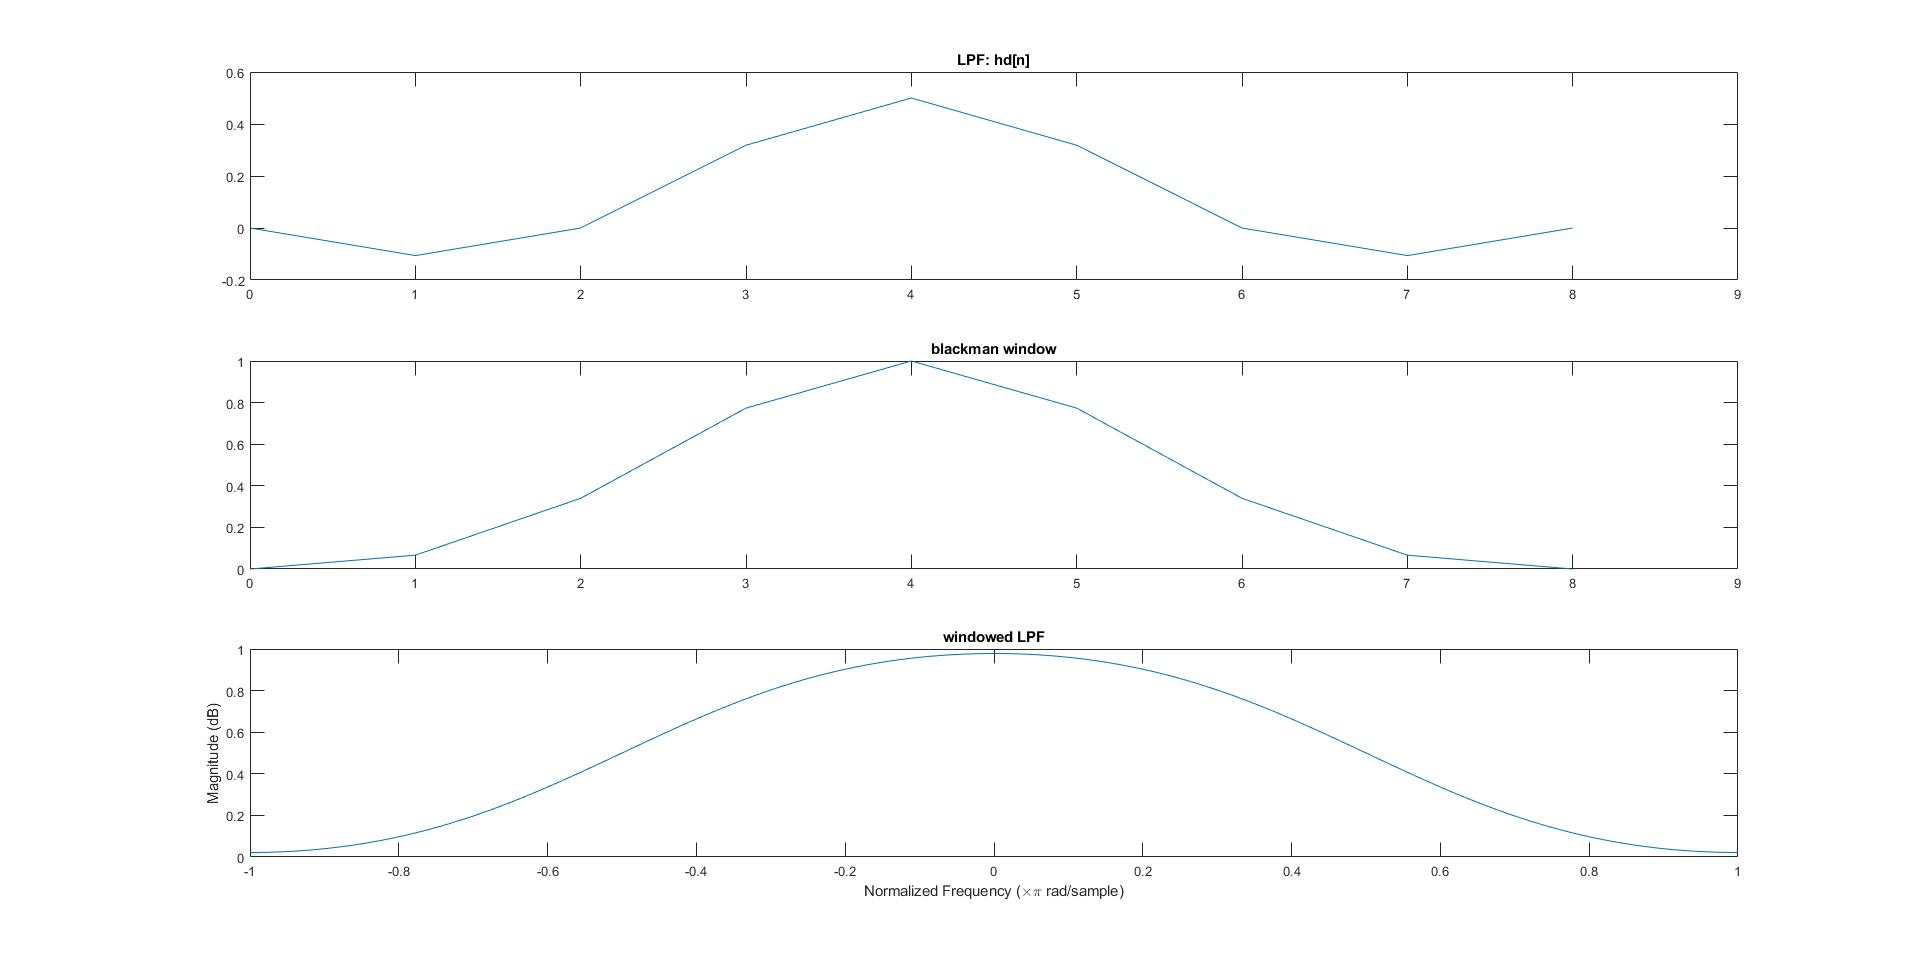 LPF: hd[n]
0.6
0.4
0.2
0
-0.2
0 1 2 3 4 5 6 7 8 9
blackman window
1
0.8
0.6
0.4
0.2
0
0 1 2 3 4 5 6 7 8 9
windowed LPF
Magnitude (dB)
1
0.8
0.6
0.4
0.2
0
-1 -0.8 -0.6 -0.4 -0.2 0 0.2 0.4 0.6 0.8 1
Normalized Frequency (×π rad/sample)